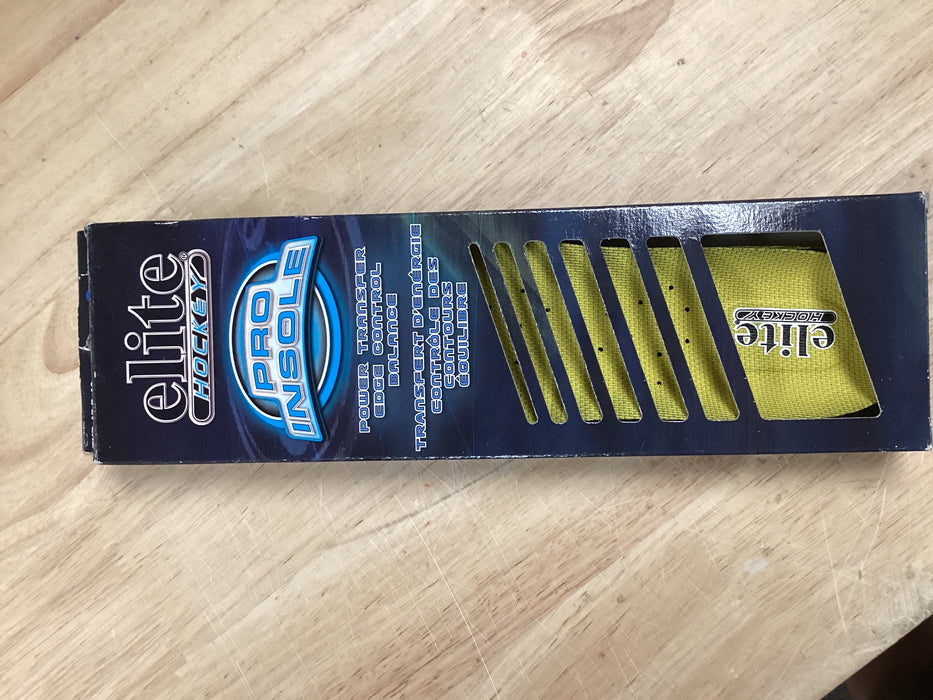 elite
HOCKEY
PRO
INSOLE
POWER TRANSFER
EDGE CONTROL
BALANCE
TRANSFERT D'ÉNERGIE
CONTRÔLE DES
CONTOURS
ÉQUILIBRE
elite
HOCKEY